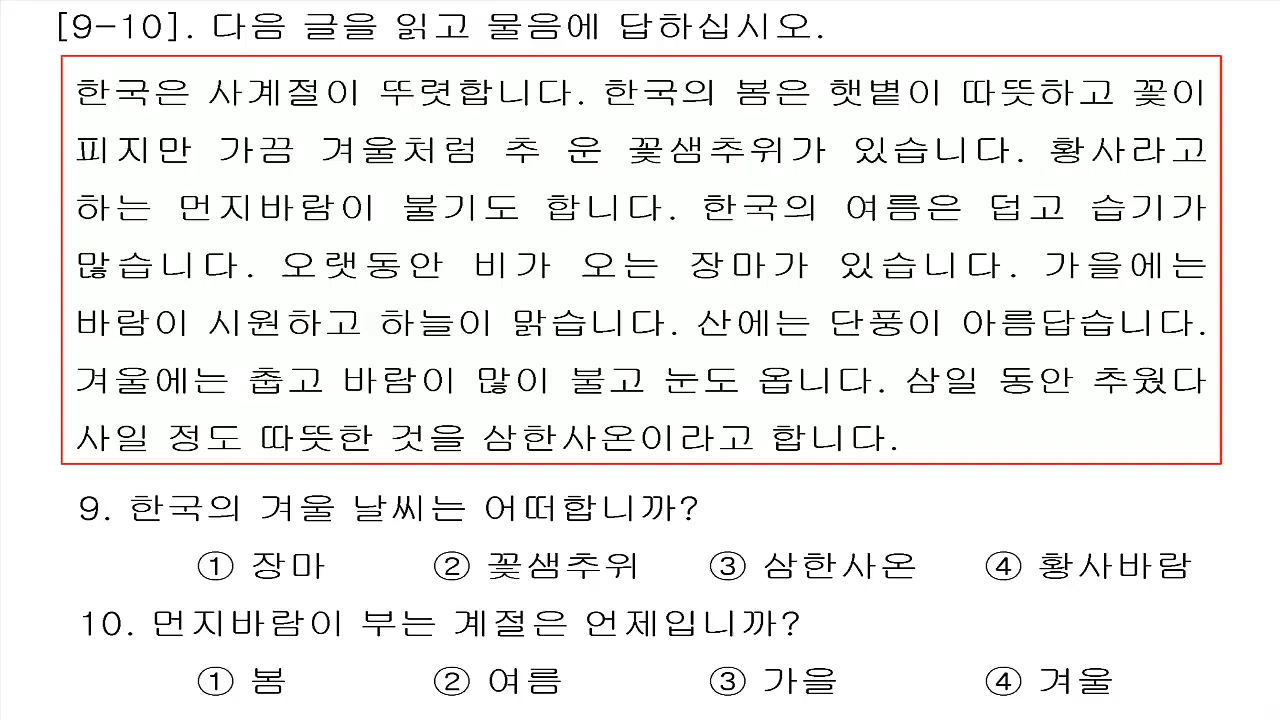 [9-10]. 다음 글을 읽고 물음에 답하십시오.
한국은 사계절이 뚜렷합니다. 한국의 봄은 햇볕이 따뜻하고 꽃이
피지만 가끔 겨울처럼 추 운 꽃샘추위가 있습니다. 황사라고
하는 먼지바람이 불기도 합니다. 한국의 여름은 덥고 습기가
많습니다. 오랫동안 비가 오는 장마가 있습니다. 가을에는
바람이 시원하고 하늘이 맑습니다. 산에는 단풍이 아름답습니다.
겨울에는 춥고 바람이 많이 불고 눈도 옵니다. 삼일 동안 추웠다
사일 정도 따뜻한 것을 삼한사온이라고 합니다.
9. 한국의 겨울 날씨는 어떠합니까?
① 장마 ② 꽃샘추위 ③ 삼한사온 ④ 황사바람
10. 먼지바람이 부는 계절은 언제입니까?
① 봄 ② 여름 ③ 가을 ④ 겨울